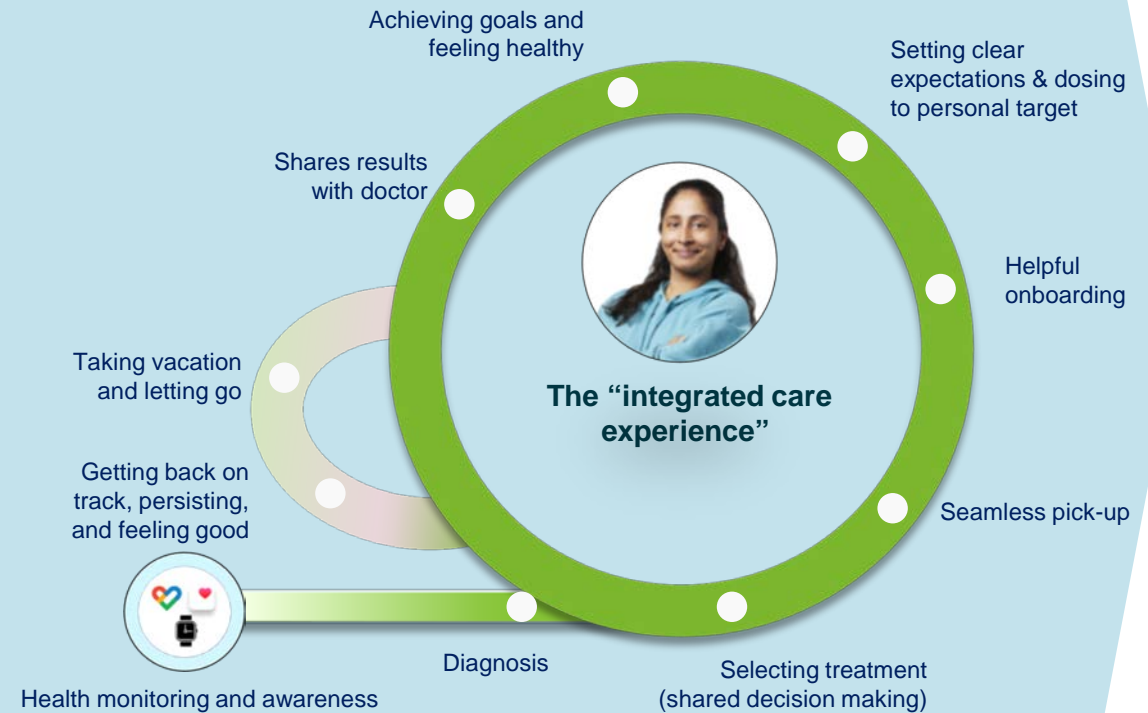 Achieving goals and
feeling healthy
Setting clear
expectations & dosing
to personal target
Shares results
with doctor
Helpful
onboarding
Taking vacation
and letting go
The “integrated care
experience”
Getting back on
track, persisting,
and feeling good
Seamless pick-up
Diagnosis
Selecting treatment
(shared decision making)
Health monitoring and awareness